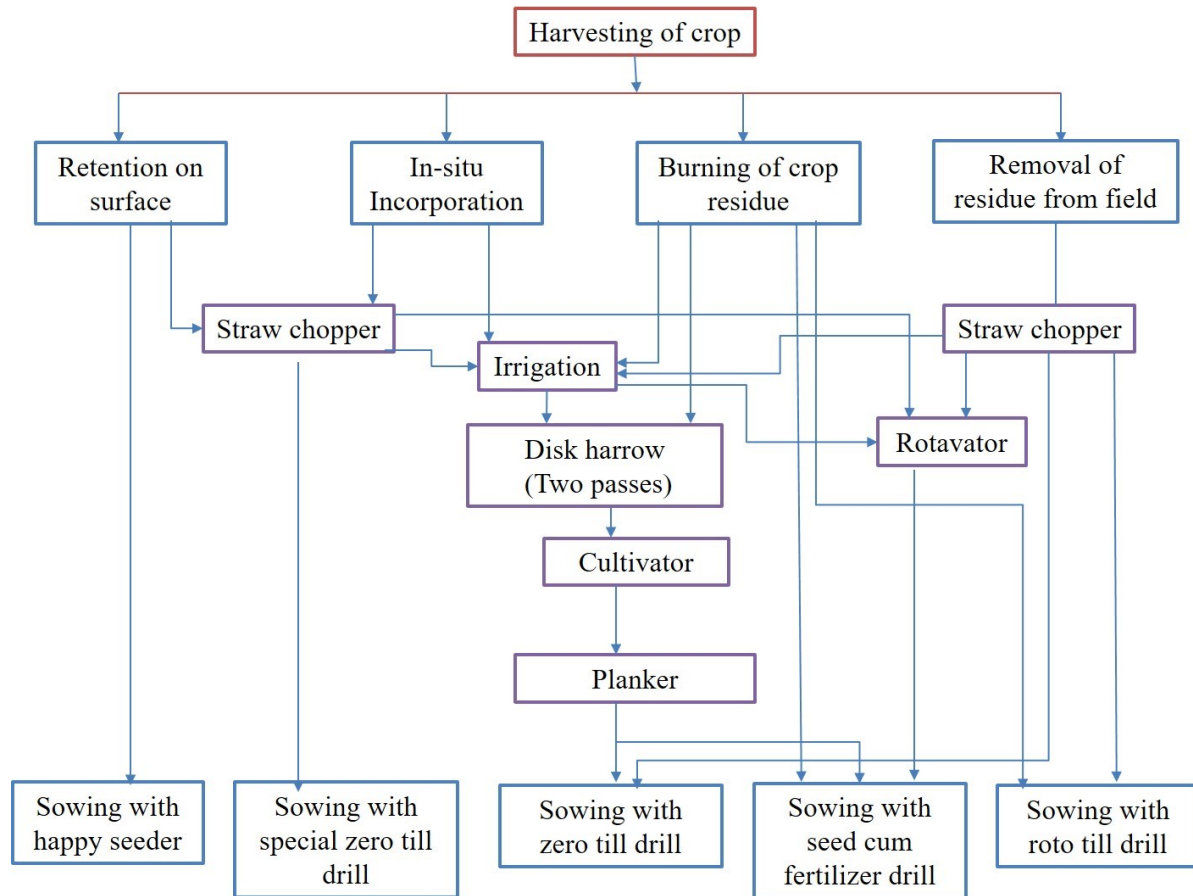 Harvesting of crop
Retention on
surface
In-situ
Incorporation
Burning of crop
residue
Removal of
residue from field
Straw chopper
Straw chopper
Irrigation
Disk harrow
(Two passes)
Rotavator
Cultivator
Planker
Sowing with
happy seeder
Sowing with
special zero till
drill
Sowing with
zero till drill
Sowing with
seed cum
fertilizer drill
Sowing with
roto till drill